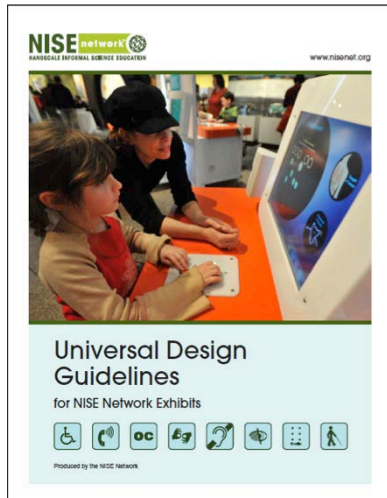 NISE network®
NANOSCALE INFORMAL SCIENCE EDUCATION
www.nisenet.org
Universal Design
Guidelines
for NISE Network Exhibits
OC
Produced by the NISE Network